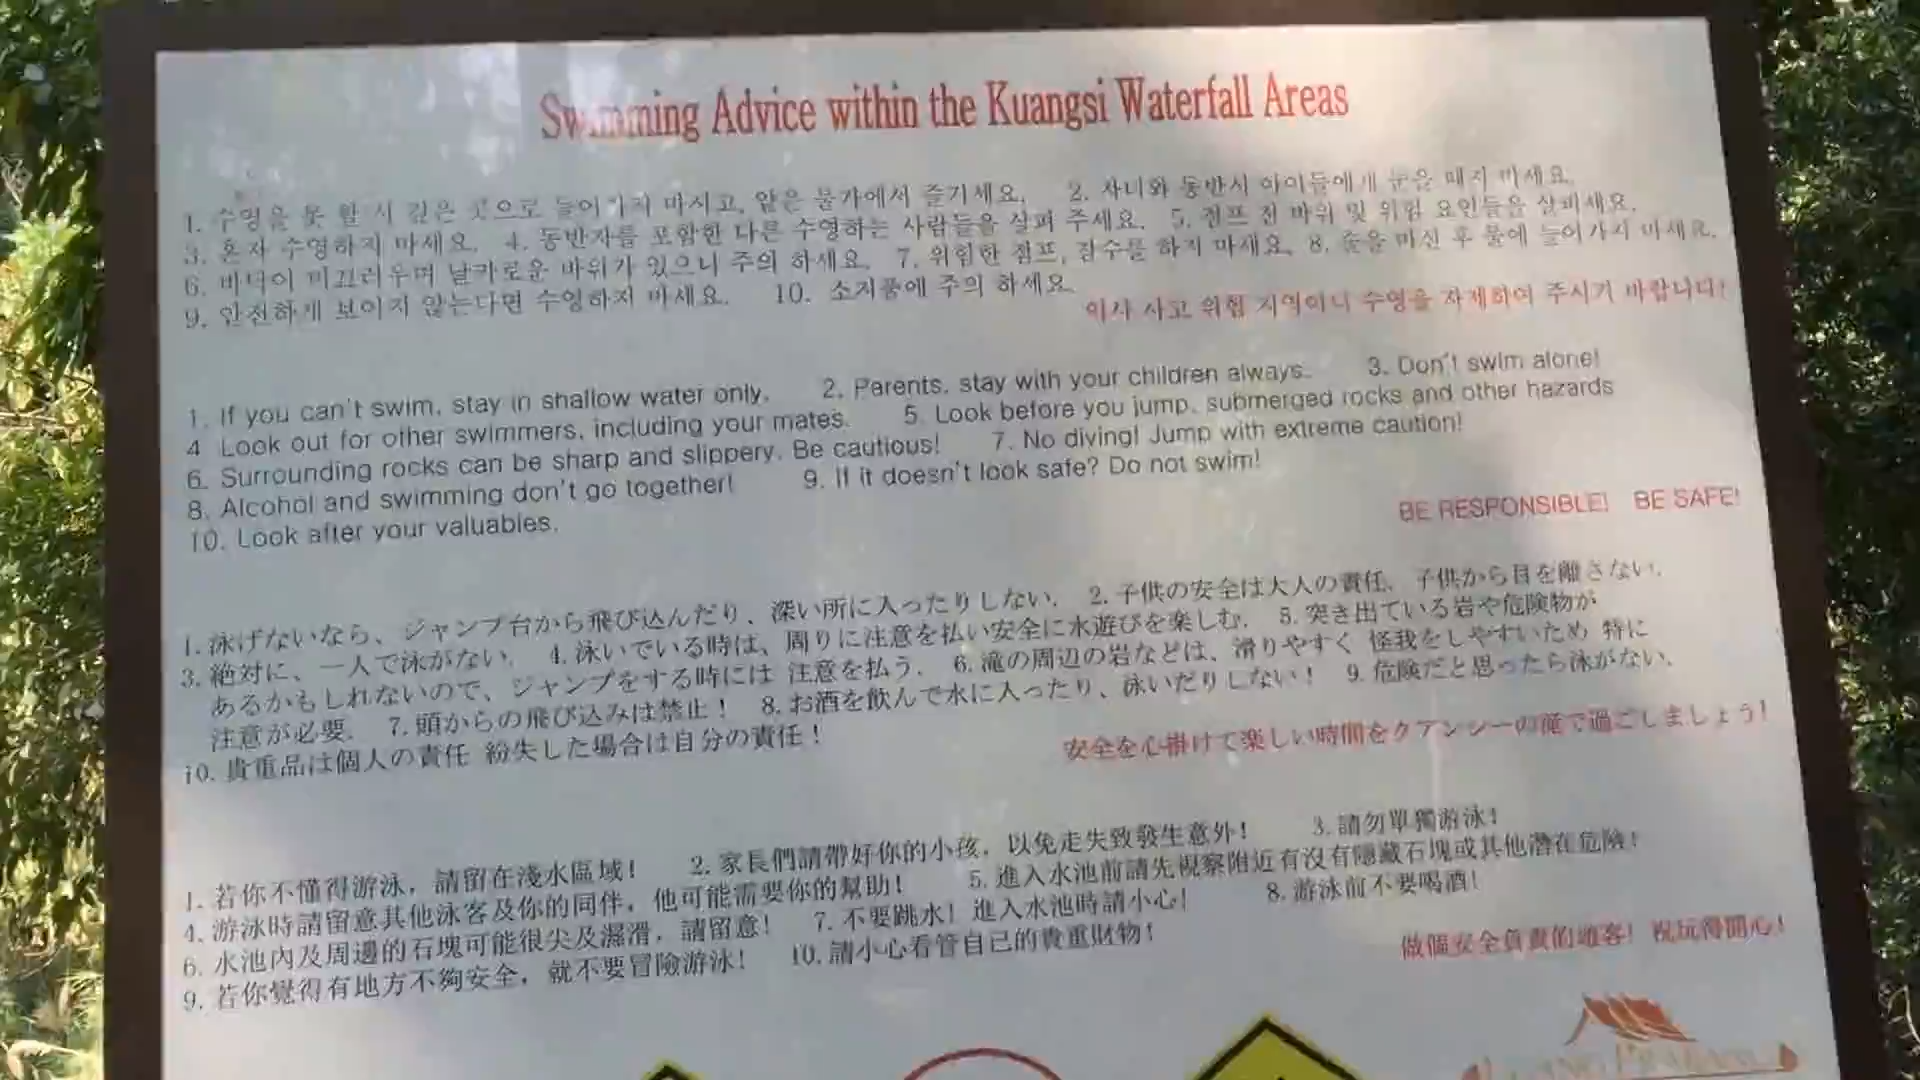 Swimming Advice within the Kuangsi Waterfall Areas
1. 수영을 못 할 시 깊은 곳으로 들어가지 마시고, 얕은 물가에서 즐기세요. 2. 자녀와 동반시 아이들에게 눈을 떼지 마세요.
3. 혼자 수영하지 마세요. 4. 동반자를 포함한 다른 수영하는 사람들을 살펴 주세요. 5. 점프 전 바위 및 위험 요인들을 살피세요.
6. 바닥이 미끄러우며 날카로운 바위가 있으니 주의 하세요. 7. 위험한 점프, 잠수를 하지 마세요. 8. 술을 마신 후 물에 들어가지 마세요.
9. 안전하게 보이지 않는다면 수영하지 마세요. 10. 소지품에 주의 하세요.
익사 사고 위험 지역이니 수영을 자제하여 주시기 바랍니다!
1. If you can't swim, stay in shallow water only. 2. Parents, stay with your children always. 3. Don't swim alone!
4 Look out for other swimmers, including your mates. 5. Look before you jump, submerged rocks and other hazards
6. Surrounding rocks can be sharp and slippery. Be cautious! 7. No diving! Jump with extreme caution!
8. Alcohol and swimming don't go together! 9. If it doesn't look safe? Do not swim!
10. Look after your valuables.
BE RESPONSIBLE! BE SAFE!
1. 泳げないなら、ジャンプ台から飛び込んだり、深い所に入ったりしない. 2. 子供の安全は大人の責任、子供から目を離さない.
3. 絶対に、一人で泳がない. 4. 泳いでいる時は、周りに注意を払い安全に水遊びを楽しむ. 5. 突き出ている岩や危険物が
あるかもしれないので、ジャンプをする時には 注意を払う. 6. 滝の周辺の岩などは、滑りやすく 怪我をしやすいため 特に
注意が必要. 7. 頭からの飛び込みは禁止! 8. お酒を飲んで水に入ったり、泳いだりしない! 9. 危険だと思ったら泳がない.
10. 貴重品は個人の責任 紛失した場合は自分の責任!
安全を心掛けて楽しい時間をクアンシーの滝で過ごしましょう!
1. 若你不懂得游泳，請留在淺水區域! 2. 家長們請帶好你的小孩，以免走失致發生意外! 3. 請勿單獨游泳!
4. 游泳時請留意其他泳客及你的同伴，他可能需要你的幫助! 5. 進入水池前請先視察附近有沒有隱藏石塊或其他潛在危險!
6. 水池內及周邊的石塊可能很尖及濕滑，請留意! 7. 不要跳水! 進入水池時請小心! 8. 游泳前不要喝酒!
9. 若你覺得有地方不夠安全，就不要冒險游泳! 10. 請小心看管自己的貴重財物!
做個安全負責的遊客! 祝玩得開心!